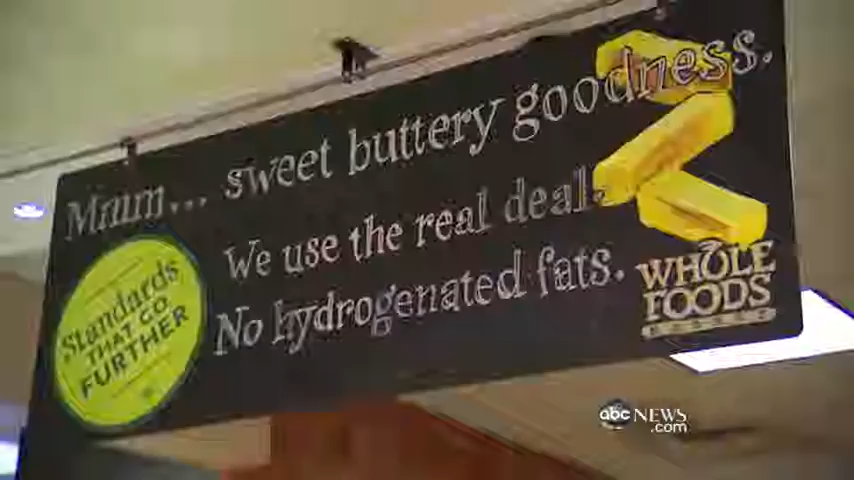 Mmm... sweet buttery goodness.
We use the real deal.
No hydrogenated fats.
Standards
THAT GO
FURTHER
WHOLE
FOODS
abc NEWS
.com